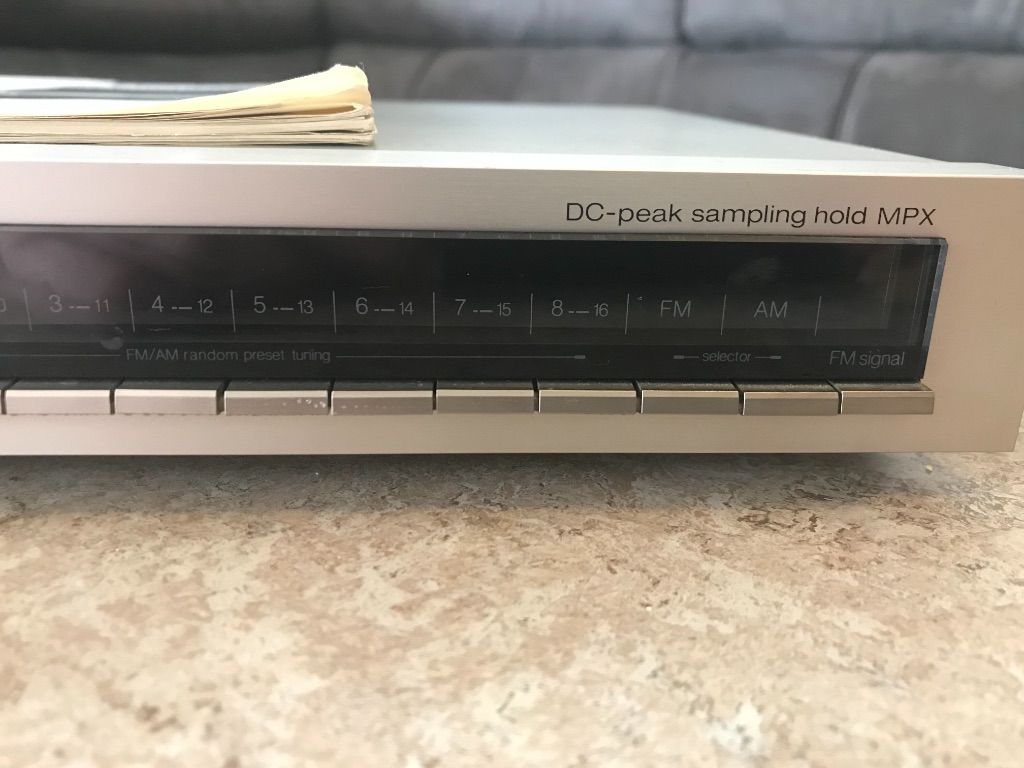 DC-peak sampling hold MPX
3---11 4---12 5---13 6---14 7---15 8---16 FM AM
FM/AM random preset tuning selector FM signal